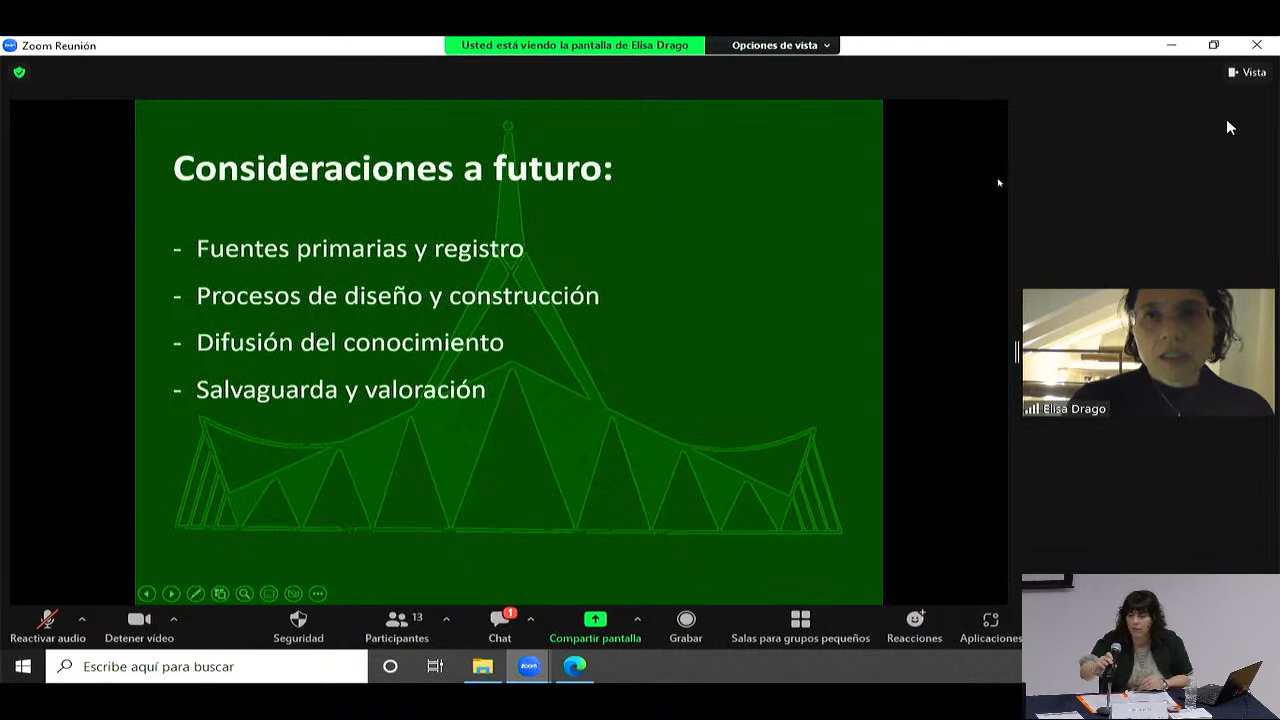 Zoom Reunión
Usted está viendo la pantalla de Elisa Drago
Opciones de vista
Vista
Consideraciones a futuro:
- Fuentes primarias y registro
- Procesos de diseño y construcción
- Difusión del conocimiento
- Salvaguarda y valoración
Elisa Drago
13
1
Reactivar audio
Detener vídeo
Seguridad
Participantes
Chat
Compartir pantalla
Grabar
Salas para grupos pequeños
Reacciones
Aplicaciones
Escribe aquí para buscar
zoom